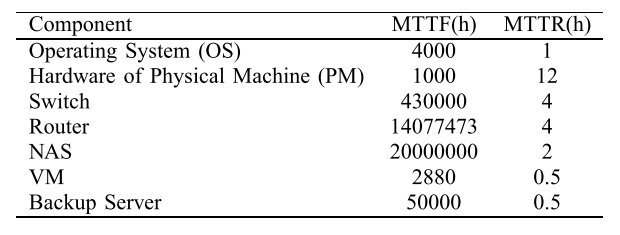 Component MTTF(h) MTTR(h)
Operating System (OS) 4000 1
Hardware of Physical Machine (PM) 1000 12
Switch 430000 4
Router 14077473 4
NAS 20000000 2
VM 2880 0.5
Backup Server 50000 0.5